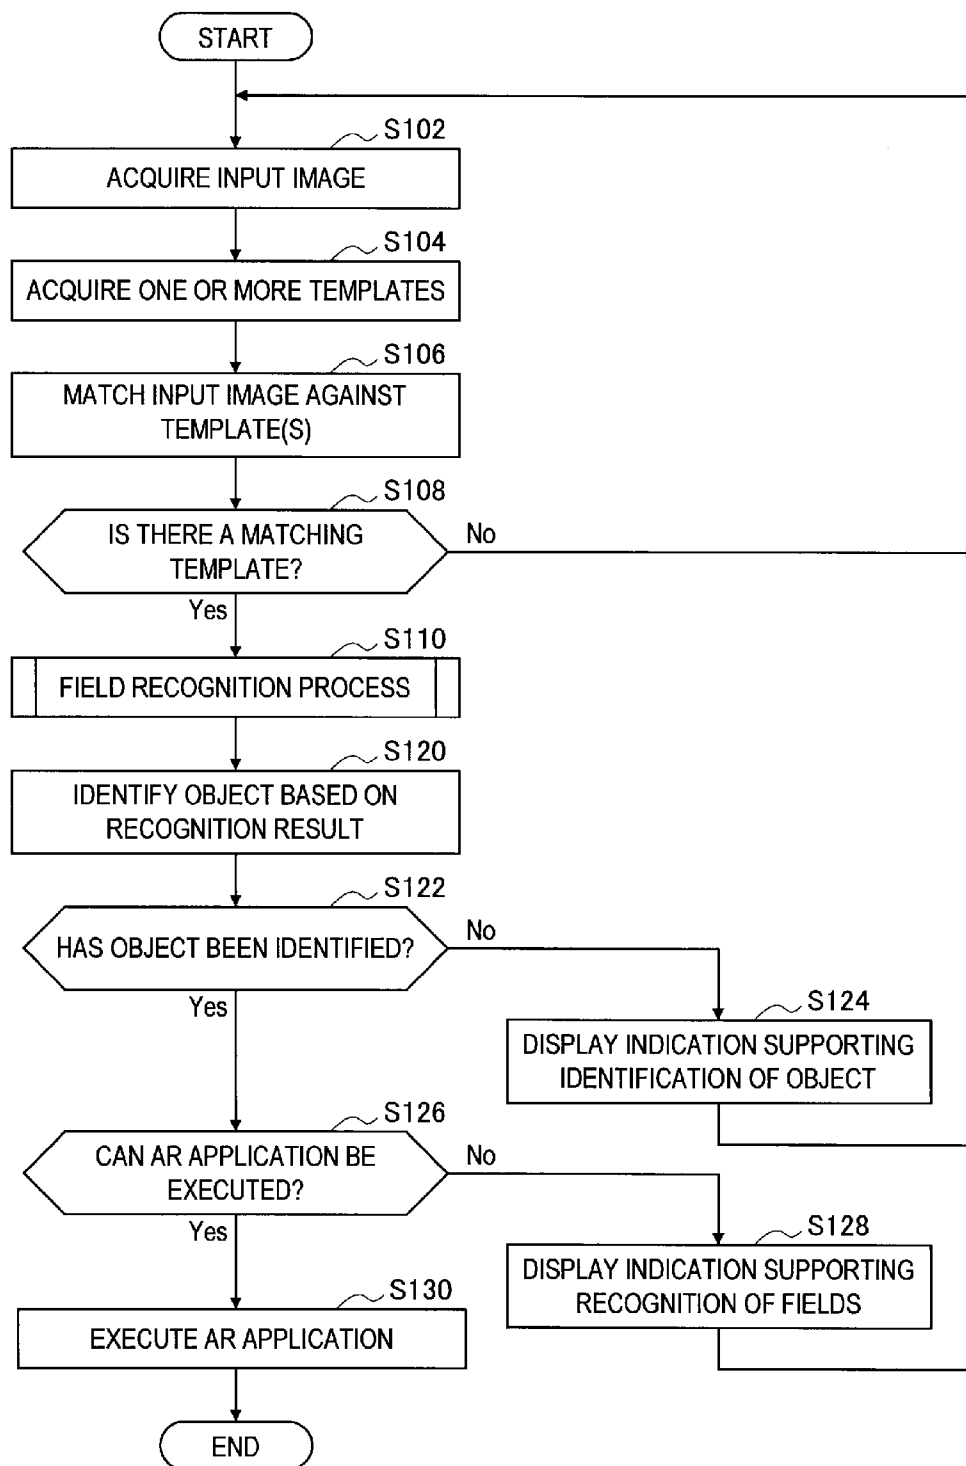 START
S102
ACQUIRE INPUT IMAGE
S104
ACQUIRE ONE OR MORE TEMPLATES
S106
MATCH INPUT IMAGE AGAINST
TEMPLATE(S)
S108
IS THERE A MATCHING
TEMPLATE?
No
Yes
S110
FIELD RECOGNITION PROCESS
S120
IDENTIFY OBJECT BASED ON
RECOGNITION RESULT
S122
HAS OBJECT BEEN IDENTIFIED?
No
Yes
S124
DISPLAY INDICATION SUPPORTING
IDENTIFICATION OF OBJECT
S126
CAN AR APPLICATION BE
EXECUTED?
No
Yes
S128
DISPLAY INDICATION SUPPORTING
RECOGNITION OF FIELDS
S130
EXECUTE AR APPLICATION
END